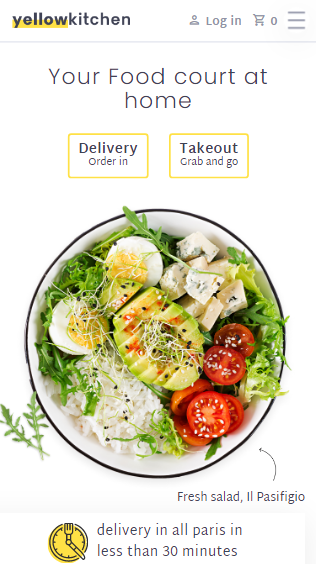 yellowkitchen
Log in
0
Your Food court at
home
Delivery
Order in
Takeout
Grab and go
Fresh salad, Il Pasifigio
delivery in all paris in
less than 30 minutes